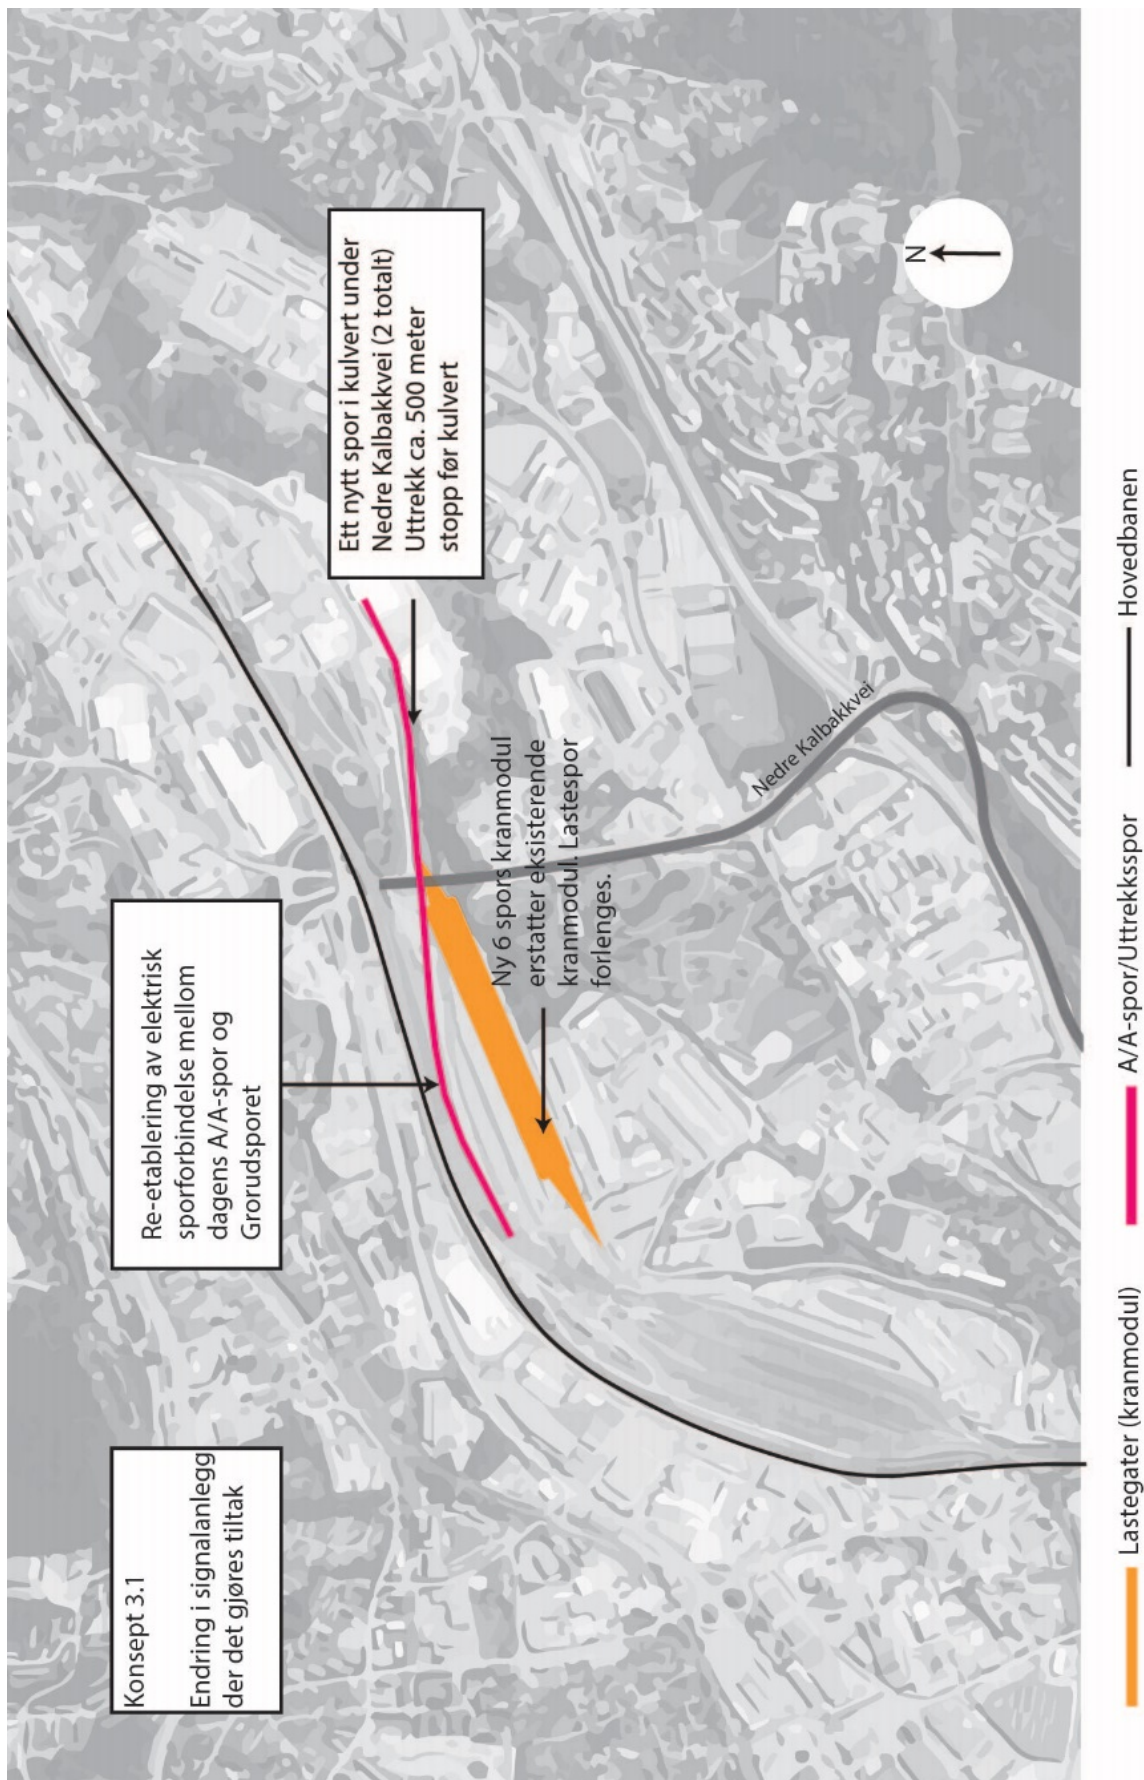 Konsept 3.1
Endring i signalanlegg
der det gjøres tiltak
Re-etablering av elektrisk
sporforbindelse mellom
dagens A/A-spor og
Grorudsporet
Ett nytt spor i kulvert under
Nedre Kalbakkvei (2 totalt)
Uttrekk ca. 500 meter
stopp før kulvert
Ny 6 spors kranmodul
erstatter eksisterende
kranmodul. Lastespor
forlenges.
Nedre Kalbakkvei
N
Lastegater (kranmodul)
A/A-spor/Uttrekksspor
Hovedbanen